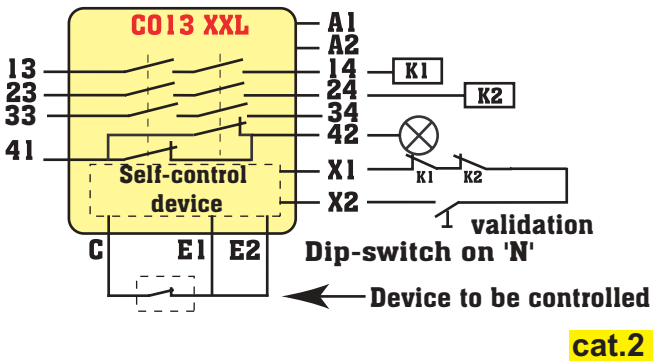 CO13 XXL
A1
A2
13 14 K1
23 24 K2
33 34
42
41
Self-control
device
X1 K1 K2
X2
validation
C E1 E2 Dip-switch on 'N'
Device to be controlled
cat.2